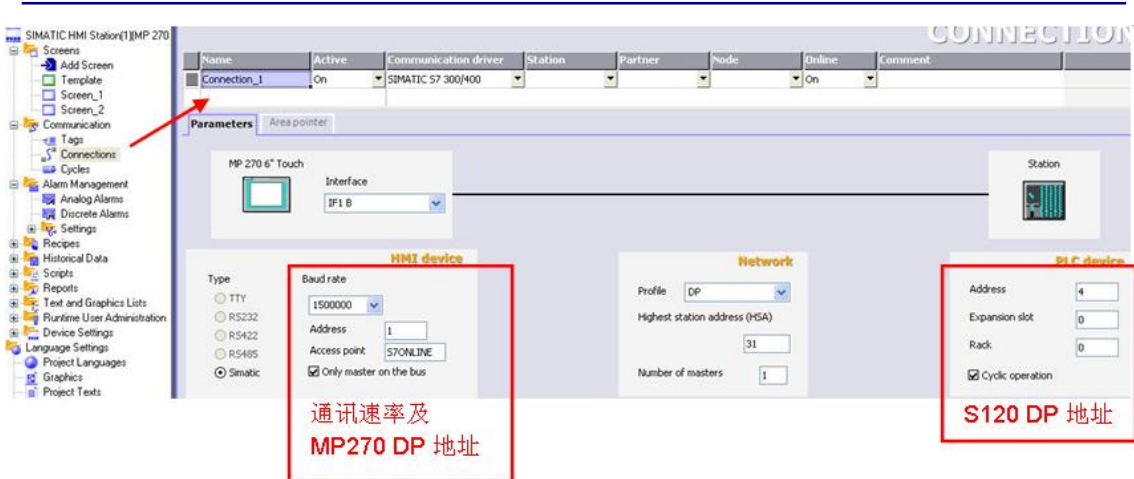 SIMATIC HMI Station(1)(MP 270
Screens
Add Screen
Template
Screen_1
Screen_2
Communication
Tags
Connections
Cycles
Alarm Management
Analog Alarms
Discrete Alarms
Settings
Recipes
Historical Data
Scripts
Reports
Text and Graphics Lists
Runtime User Administration
Device Settings
Language Settings
Project Languages
Graphics
Project Texts
CONNECTION
Name Active Communication driver Station Partner Node Online Comment
Connection_1 On SIMATIC S7 300/400 On
Parameters Area pointer
MP 270 6" Touch
Interface
IF1 B
Station
HMI device
Type
TTY
RS232
RS422
RS485
Simatic
Baud rate
1500000
Address 1
Access point S7ONLINE
Only master on the bus
Network
Profile DP
Highest station address (HSA)
31
Number of masters 1
PLC device
Address 4
Expansion slot 0
Rack 0
Cyclic operation
通讯速率及
MP270 DP 地址
S120 DP 地址